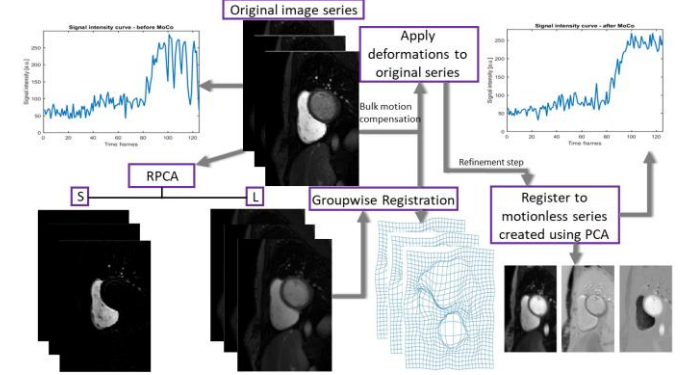 Original image series
Signal intensity curve - before MoCo
Signal intensity [a.u.]
250
200
150
100
50
0
0 20 40 60 80 100 120
Time frames
Apply
deformations to
original series
Signal intensity curve - after MoCo
Signal intensity [a.u.]
250
200
150
100
50
0
0 20 40 60 80 100 120
Time frames
Bulk motion
compensation
Refinement step
RPCA
S
L
Groupwise Registration
Register to
motionless series
created using PCA